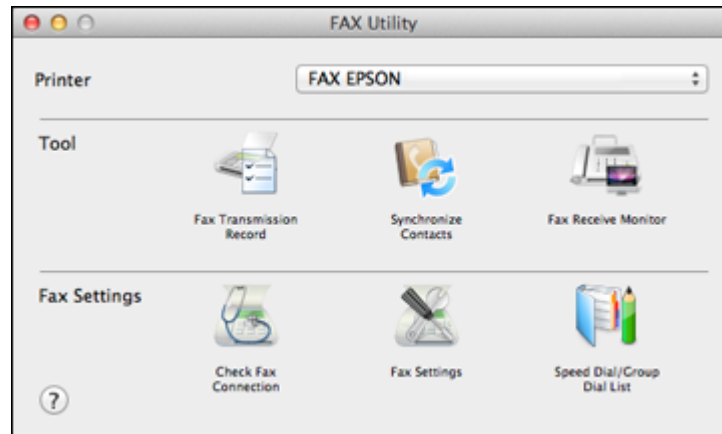 FAX Utility
Printer
FAX EPSON
Tool
Fax Transmission
Record
Synchronize
Contacts
Fax Receive Monitor
Fax Settings
Check Fax
Connection
Fax Settings
Speed Dial/Group
Dial List
?